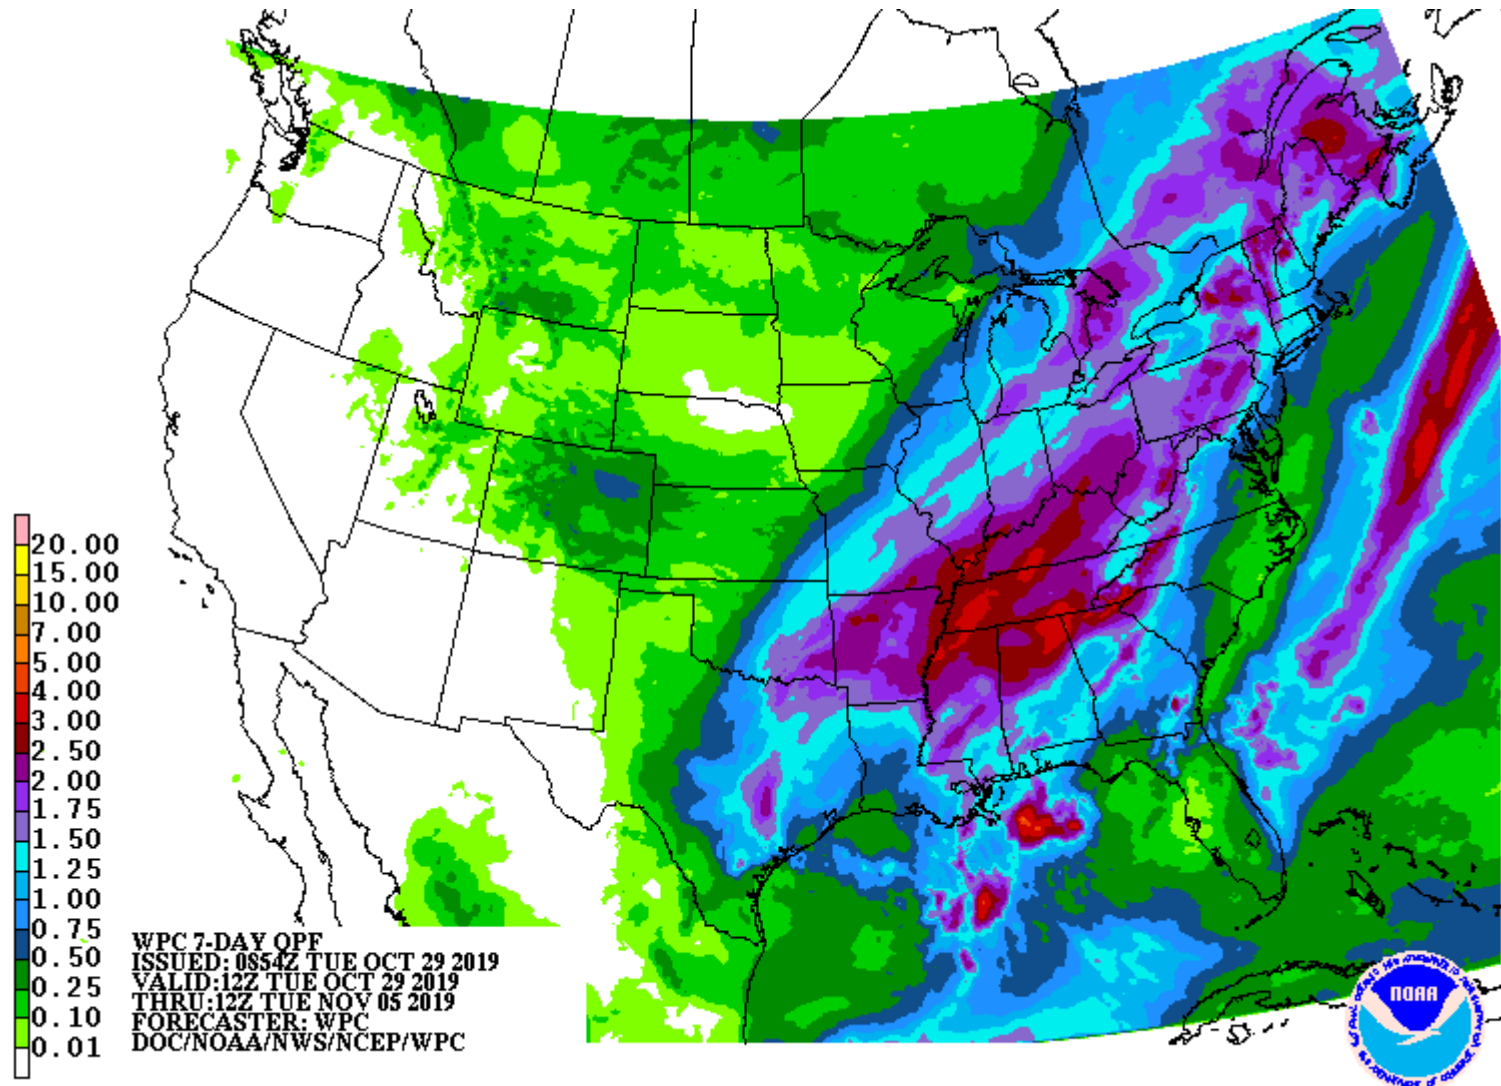 20.00
15.00
10.00
7.00
5.00
4.00
3.00
2.50
2.00
1.75
1.50
1.25
1.00
0.75
0.50
0.25
0.10
0.01
WPC 7-DAY QPF
ISSUED: 0854Z TUE OCT 29 2019
VALID:12Z TUE OCT 29 2019
THRU:12Z TUE NOV 05 2019
FORECASTER: WPC
DOC/NOAA/NWS/NCEP/WPC
NOAA